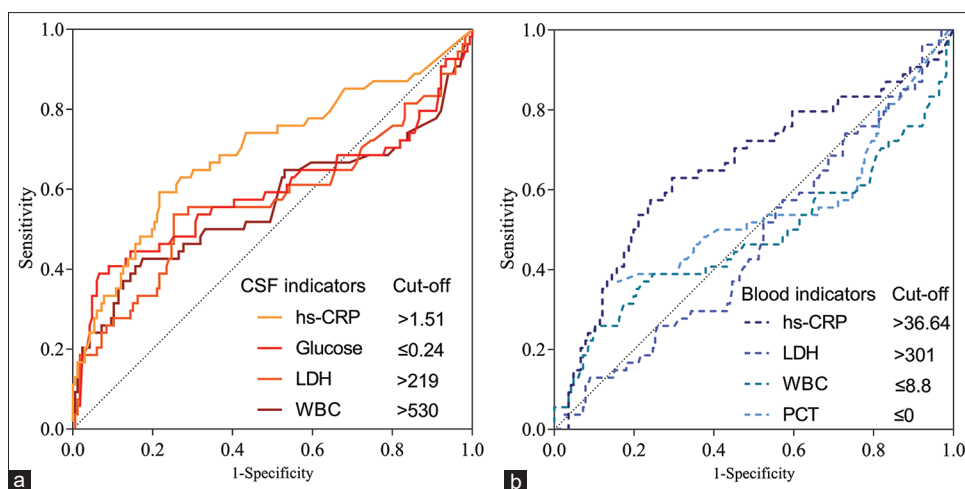 1.0
0.8
0.6
0.4
0.2
0.0
Sensitivity
0.0 0.2 0.4 0.6 0.8 1.0
1-Specificity
CSF indicators Cut-off
hs-CRP >1.51
Glucose ≤0.24
LDH >219
WBC >530
a
1.0
0.8
0.6
0.4
0.2
0.0
Sensitivity
0.0 0.2 0.4 0.6 0.8 1.0
1-Specificity
Blood indicators Cut-off
hs-CRP >36.64
LDH >301
WBC ≤8.8
PCT ≤0
b